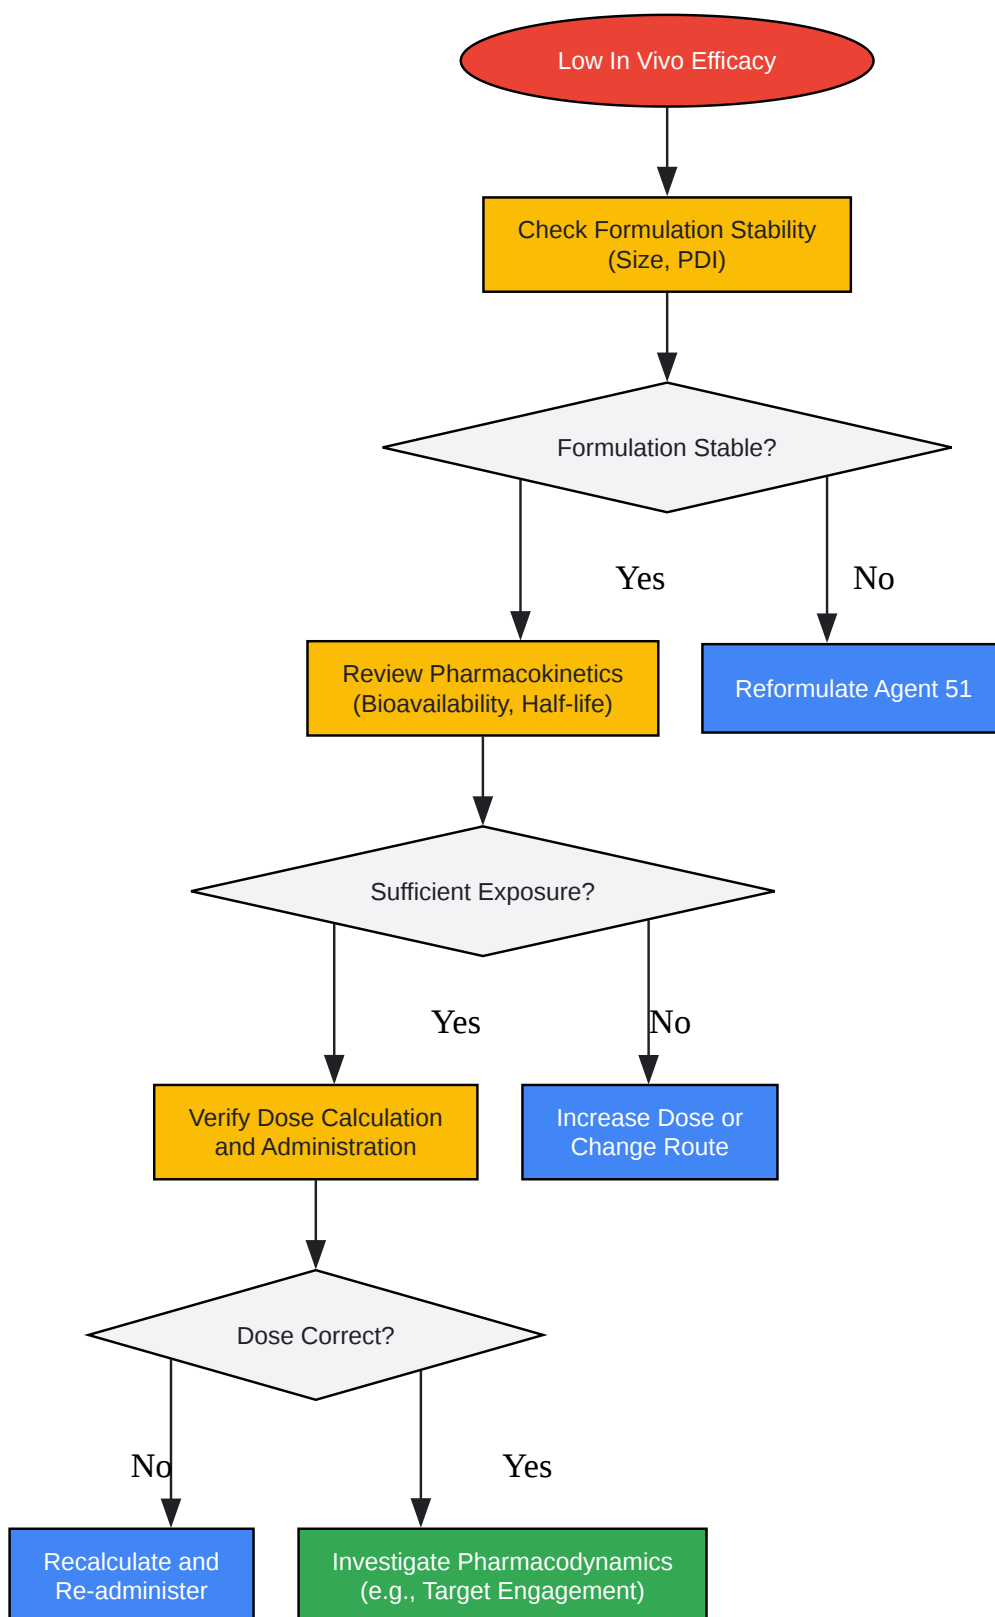 Low In Vivo Efficacy
Check Formulation Stability
(Size, PDI)
Formulation Stable?
Yes
No
Review Pharmacokinetics
(Bioavailability, Half-life)
Reformulate Agent 51
Sufficient Exposure?
Yes
No
Verify Dose Calculation
and Administration
Increase Dose or
Change Route
Dose Correct?
No
Yes
Recalculate and
Re-administer
Investigate Pharmacodynamics
(e.g., Target Engagement)